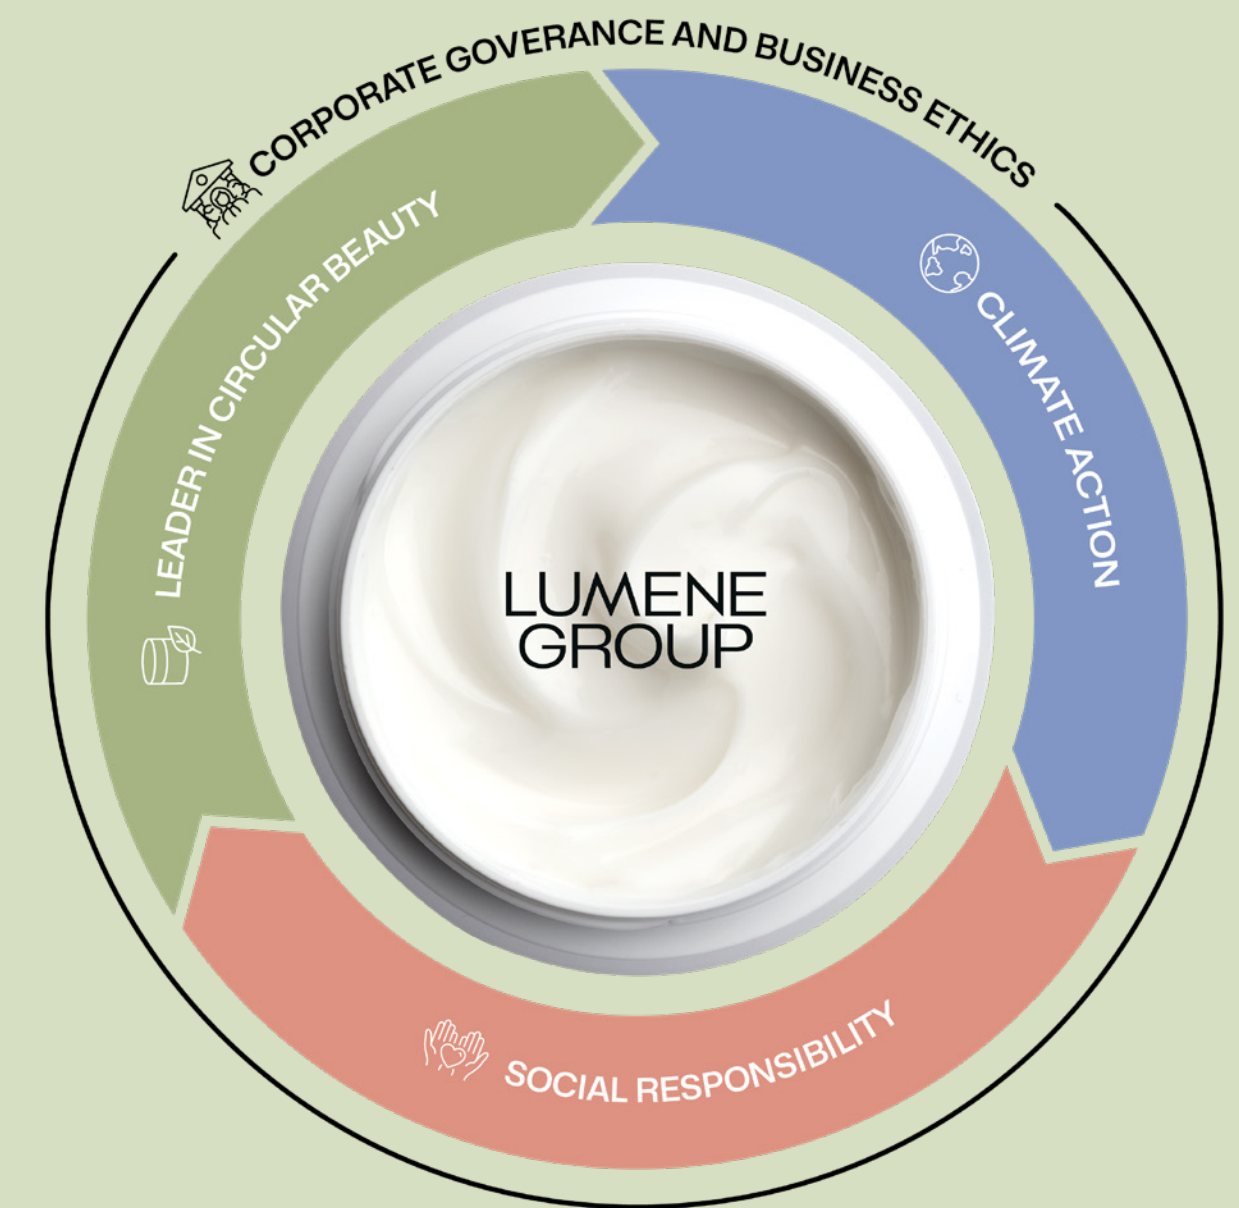 CORPORATE GOVERANCE AND BUSINESS ETHICS
LEADER IN CIRCULAR BEAUTY
CLIMATE ACTION
LUMENE
GROUP
SOCIAL RESPONSIBILITY